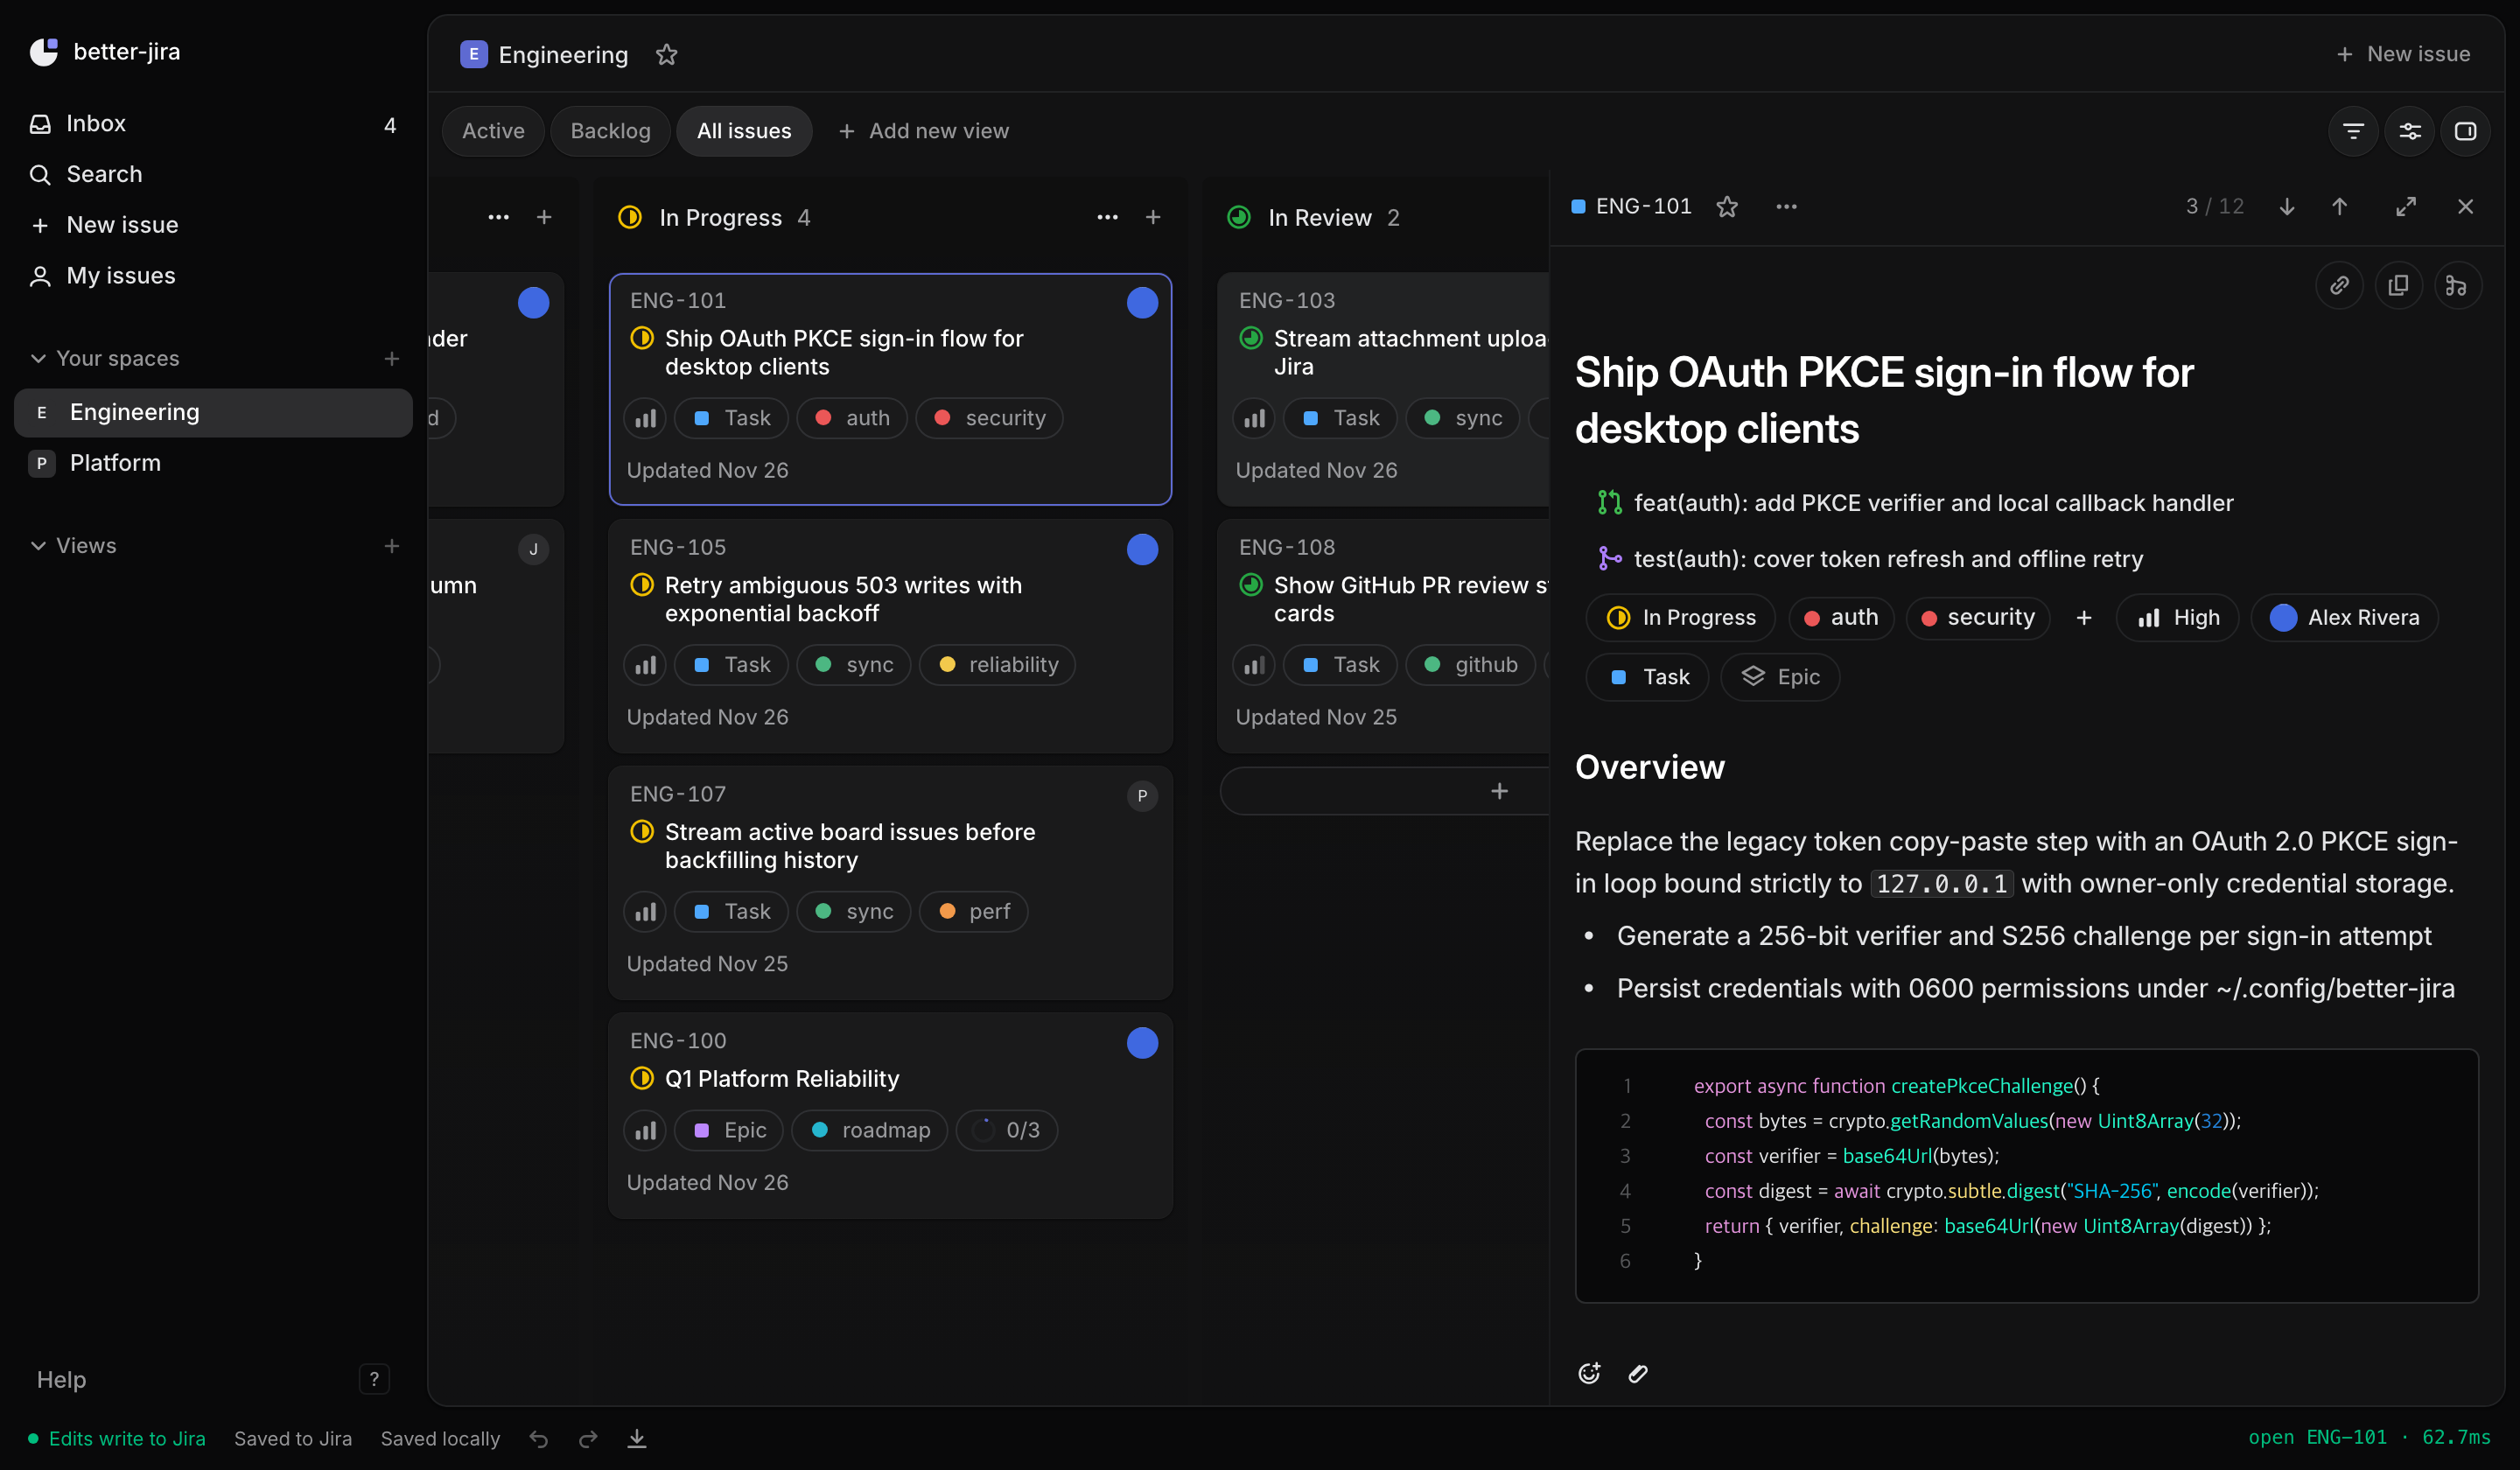 better-jira
Inbox 4
Search
New issue
My issues
Your spaces
E Engineering
P Platform
Views
Help ?
E Engineering
New issue
Active Backlog All issues Add new view
J
umn
In Progress 4
ENG-101
Ship OAuth PKCE sign-in flow for
desktop clients
Task auth security
Updated Nov 26
ENG-105
Retry ambiguous 503 writes with
exponential backoff
Task sync reliability
Updated Nov 26
ENG-107 P
Stream active board issues before
backfilling history
Task sync perf
Updated Nov 25
ENG-100
Q1 Platform Reliability
Epic roadmap 0/3
Updated Nov 26
In Review 2
ENG-103
Stream attachment
Jira
Task sync
Updated Nov 26
ENG-108
Show GitHub PR review
cards
Task github
Updated Nov 25
ENG-101 3 / 12
Ship OAuth PKCE sign-in flow for
desktop clients
feat(auth): add PKCE verifier and local callback handler
test(auth): cover token refresh and offline retry
In Progress auth security High Alex Rivera
Task Epic
Overview
Replace the legacy token copy-paste step with an OAuth 2.0 PKCE sign-
in loop bound strictly to 127.0.0.1 with owner-only credential storage.
• Generate a 256-bit verifier and S256 challenge per sign-in attempt
• Persist credentials with 0600 permissions under ~/.config/better-jira
1 export async function createPkceChallenge() {
2 const bytes = crypto.getRandomValues(new Uint8Array(32));
3 const verifier = base64Url(bytes);
4 const digest = await crypto.subtle.digest("SHA-256", encode(verifier));
5 return { verifier, challenge: base64Url(new Uint8Array(digest)) };
6 }
Edits write to Jira Saved to Jira Saved locally
open ENG-101 · 62.7ms